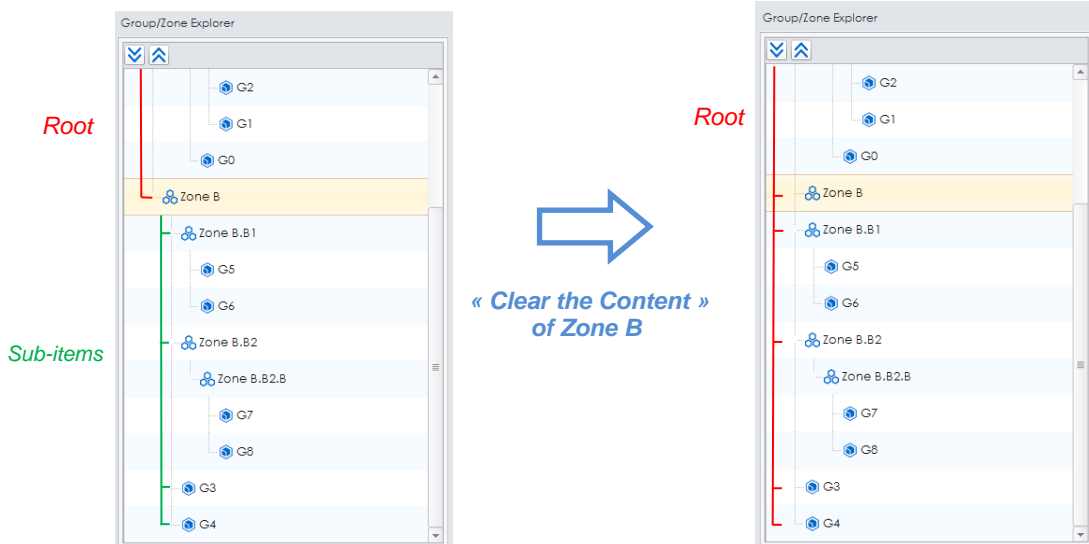 Group/Zone Explorer
G2
G1
G0
Zone B
Zone B.B1
G5
G6
Zone B.B2
Zone B.B2.B
G7
G8
G3
G4
Root
Sub-items
« Clear the Content »
of Zone B
Root
Group/Zone Explorer
G2
G1
G0
Zone B
Zone B.B1
G5
G6
Zone B.B2
Zone B.B2.B
G7
G8
G3
G4